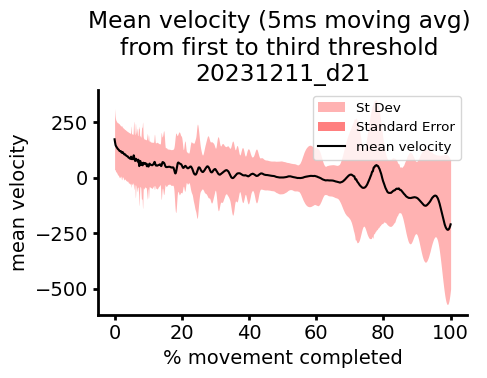 Mean velocity (5ms moving avg)
from first to third threshold
20231211_d21
St Dev
Standard Error
mean velocity
mean velocity
250
0
−250
−500
0 20 40 60 80 100
% movement completed